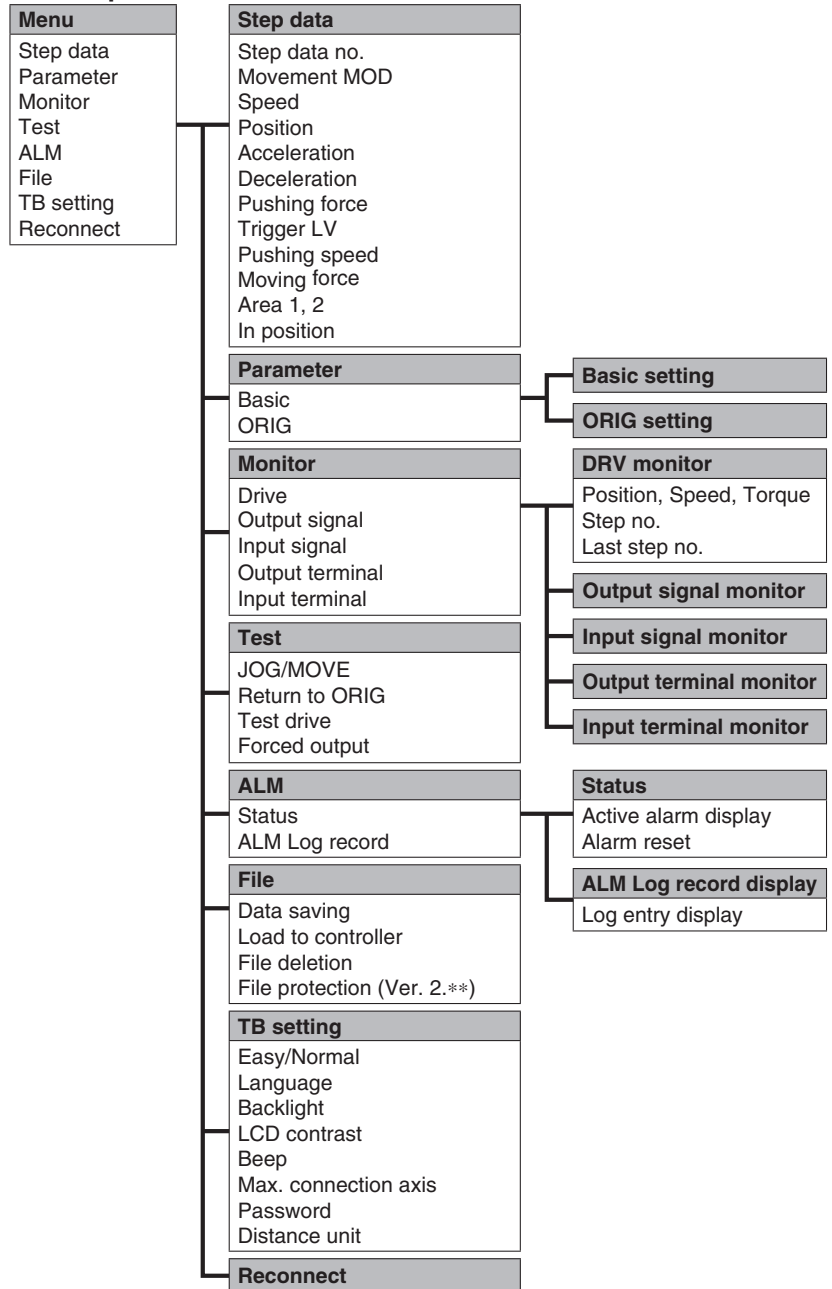 Menu
Step data
Parameter
Monitor
Test
ALM
File
TB setting
Reconnect
Step data
Step data no.
Movement MOD
Speed
Position
Acceleration
Deceleration
Pushing force
Trigger LV
Pushing speed
Moving force
Area 1, 2
In position
Parameter
Basic
ORIG
Basic setting
ORIG setting
Monitor
Drive
Output signal
Input signal
Output terminal
Input terminal
DRV monitor
Position, Speed, Torque
Step no.
Last step no.
Output signal monitor
Input signal monitor
Output terminal monitor
Input terminal monitor
Test
JOG/MOVE
Return to ORIG
Test drive
Forced output
ALM
Status
ALM Log record
Status
Active alarm display
Alarm reset
ALM Log record display
Log entry display
File
Data saving
Load to controller
File deletion
File protection (Ver. 2.**)
TB setting
Easy/Normal
Language
Backlight
LCD contrast
Beep
Max. connection axis
Password
Distance unit
Reconnect